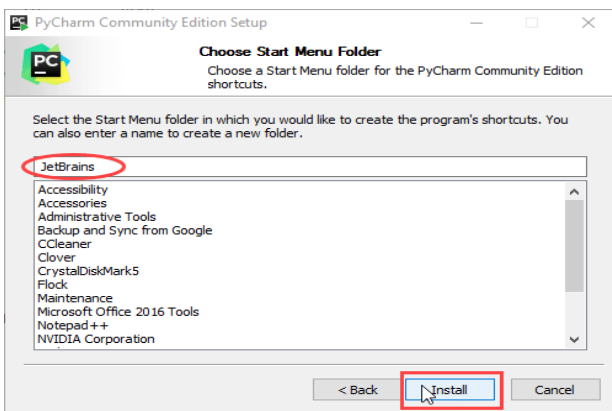 PyCharm Community Edition Setup
PC
Choose Start Menu Folder
Choose a Start Menu folder for the PyCharm Community Edition
shortcuts.
Select the Start Menu folder in which you would like to create the program's shortcuts. You
can also enter a name to create a new folder.
JetBrains
Accessibility
Accessories
Administrative Tools
Backup and Sync from Google
CCleaner
Clover
CrystalDiskMark5
Flock
Maintenance
Microsoft Office 2016 Tools
Notepad++
NVIDIA Corporation
< Back Install Cancel